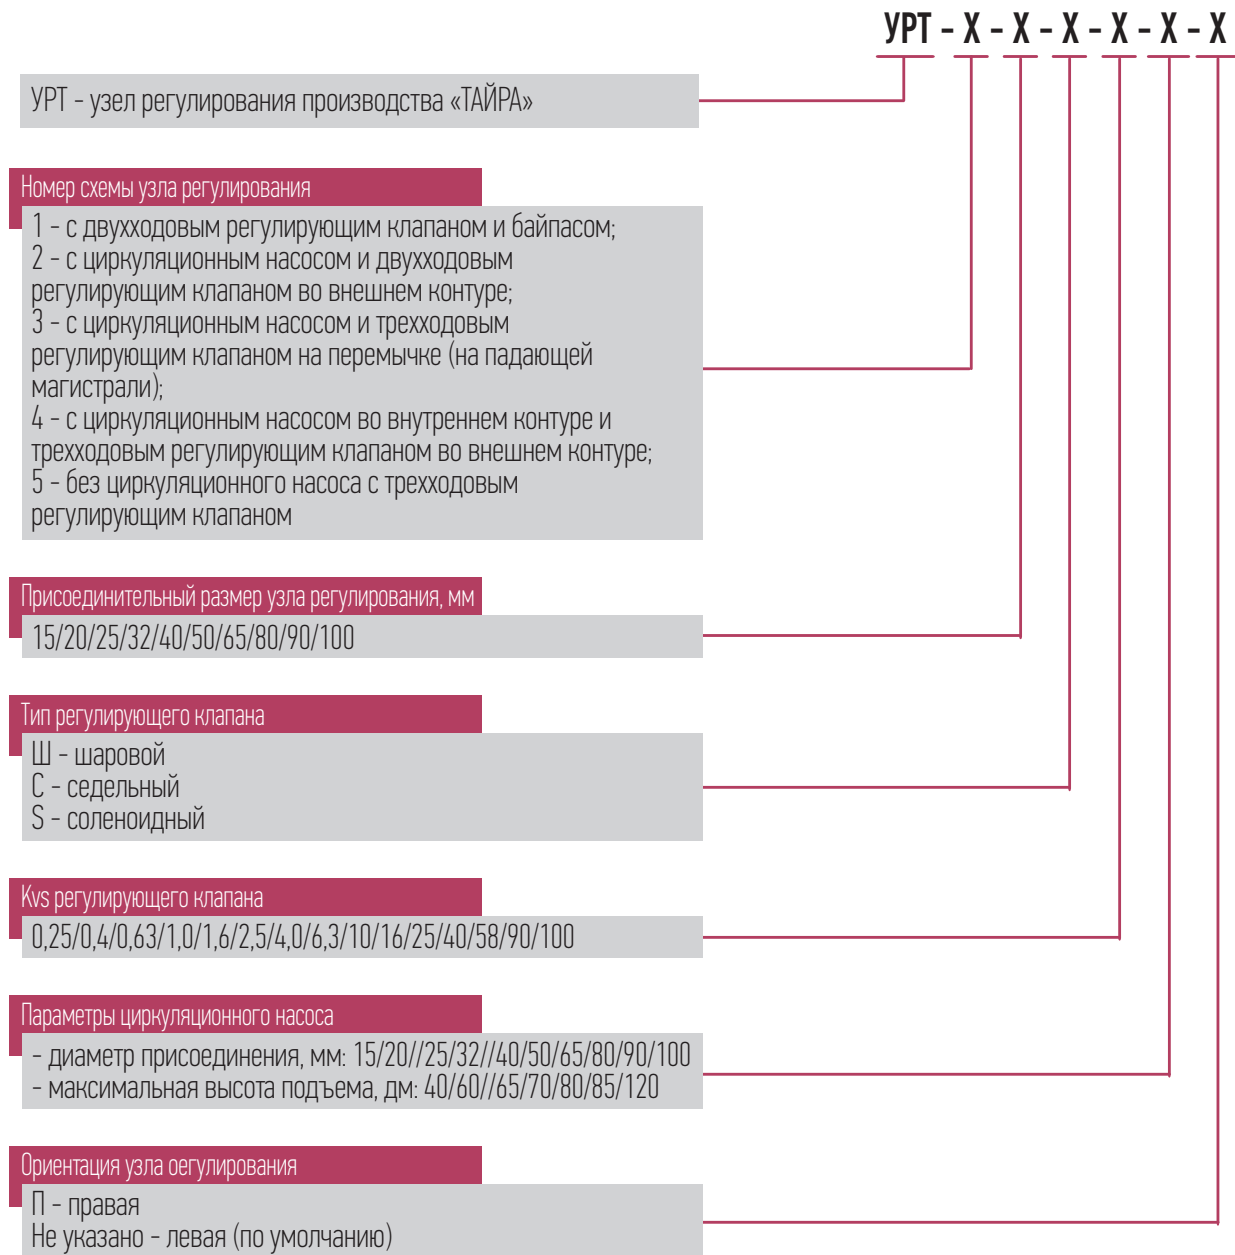 УРТ - Х - Х - Х - Х - Х - Х
УРТ - узел регулирования производства «ТАЙРА»
Номер схемы узла регулирования
1 - с двухходовым регулирующим клапаном и байпасом;
2 - с циркуляционным насосом и двухходовым
регулирующим клапаном во внешнем контуре;
3 - с циркуляционным насосом и трехходовым
регулирующим клапаном на перемычке (на падающей
магистрали);
4 - с циркуляционным насосом во внутреннем контуре и
трехходовым регулирующим клапаном во внешнем контуре;
5 - без циркуляционного насоса с трехходовым
регулирующим клапаном
Присоединительный размер узла регулирования, мм
15/20/25/32/40/50/65/80/90/100
Тип регулирующего клапана
Ш - шаровой
С - седельный
S - соленоидный
Kvs регулирующего клапана
0,25/0,4/0,63/1,0/1,6/2,5/4,0/6,3/10/16/25/40/58/90/100
Параметры циркуляционного насоса
- диаметр присоединения, мм: 15/20//25/32//40/50/65/80/90/100
- максимальная высота подъема, дм: 40/60//65/70/80/85/120
Ориентация узла оегулирования
П - правая
Не указано - левая (по умолчанию)